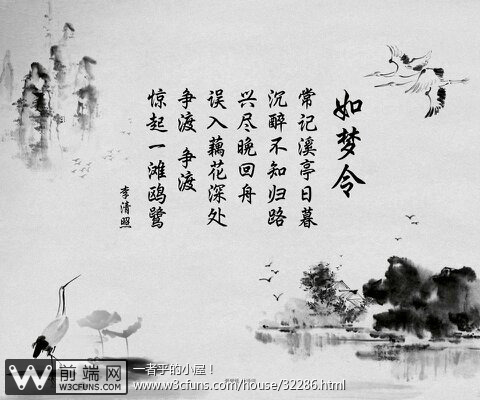 如梦令
常记溪亭日暮
沉醉不知归路
兴尽晚回舟
误入藕花深处
争渡 争渡
惊起一滩鸥鹭
李清照
W 前端网
W3CFUNS.COM
一者乎的小屋!
www.w3cfuns.com/house/32286.html